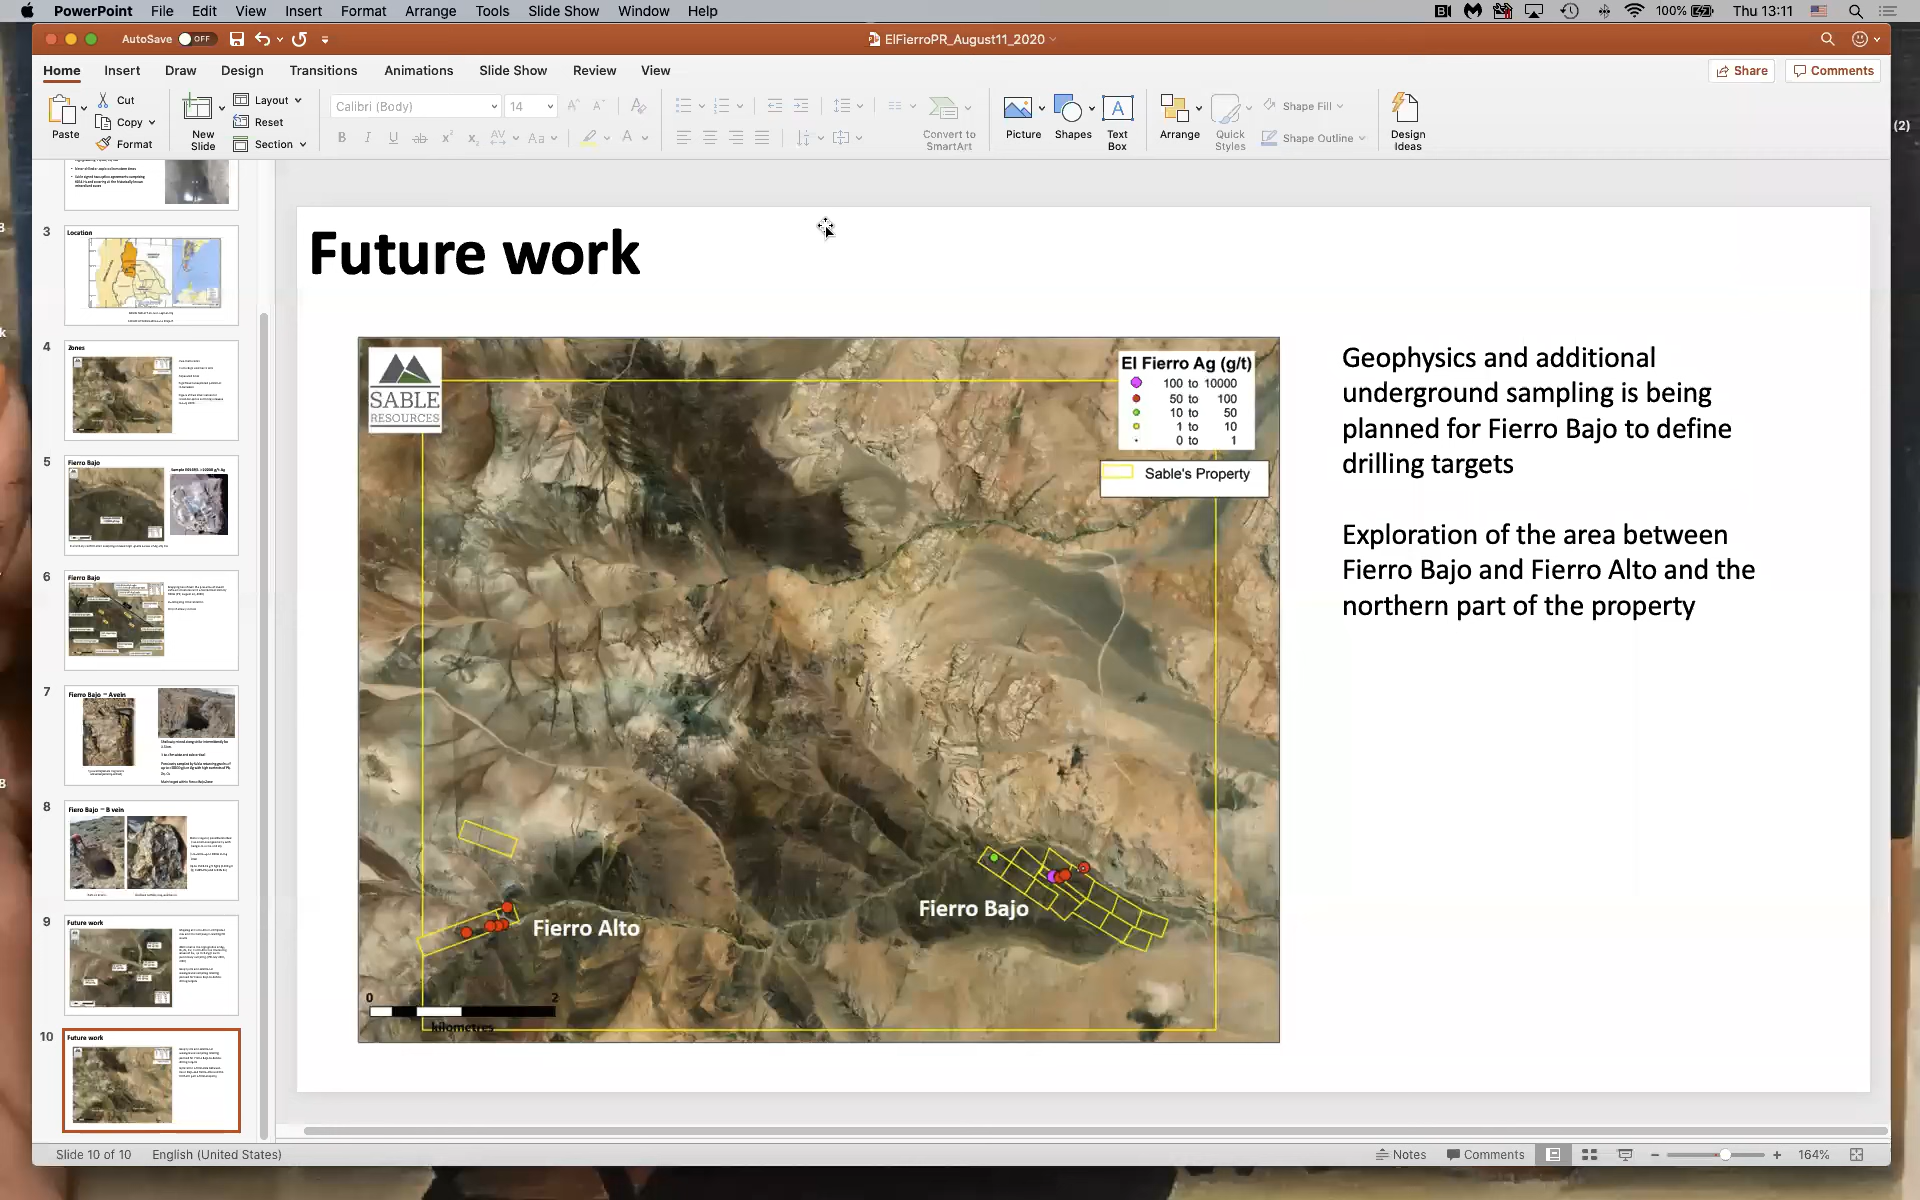 PowerPoint File Edit View Insert Format Arrange Tools Slide Show Window Help 100% Thu 13:11
AutoSave OFF ElFierroPR_August11_2020
Home Insert Draw Design Transitions Animations Slide Show Review View Share Comments
Paste Cut Copy Format
New Slide Layout Reset Section
Calibri (Body) 14
Convert to SmartArt
Picture Shapes Text Box
Arrange Quick Styles Shape Fill Shape Outline
Design Ideas
(2)
3 Location
4 Zones
5 Fierro Bajo
6 Fierro Bajo
7 Fierro Bajo – A vein
8 Fiero Bajo – B vein
9 Future work
10 Future work
Future work
SABLE
RESOURCES
El Fierro Ag (g/t)
100 to 10000
50 to 100
10 to 50
1 to 10
0 to 1
Sable's Property
Fierro Alto
Fierro Bajo
0 2
kilometres
Geophysics and additional
underground sampling is being
planned for Fierro Bajo to define
drilling targets
Exploration of the area between
Fierro Bajo and Fierro Alto and the
northern part of the property
Slide 10 of 10 English (United States) Notes Comments 164%